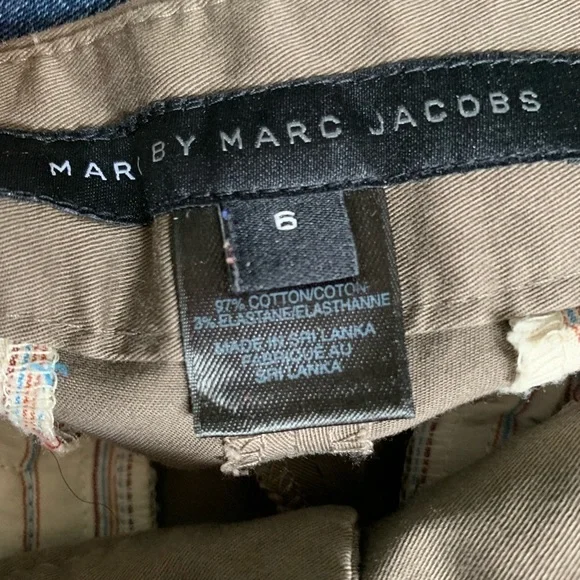 MARC BY MARC JACOBS
6
97% COTTON/COTON
3% ELASTANE/ELASTHANNE
MADE IN SRI LANKA
FABRIQUE AU
SRI LANKA